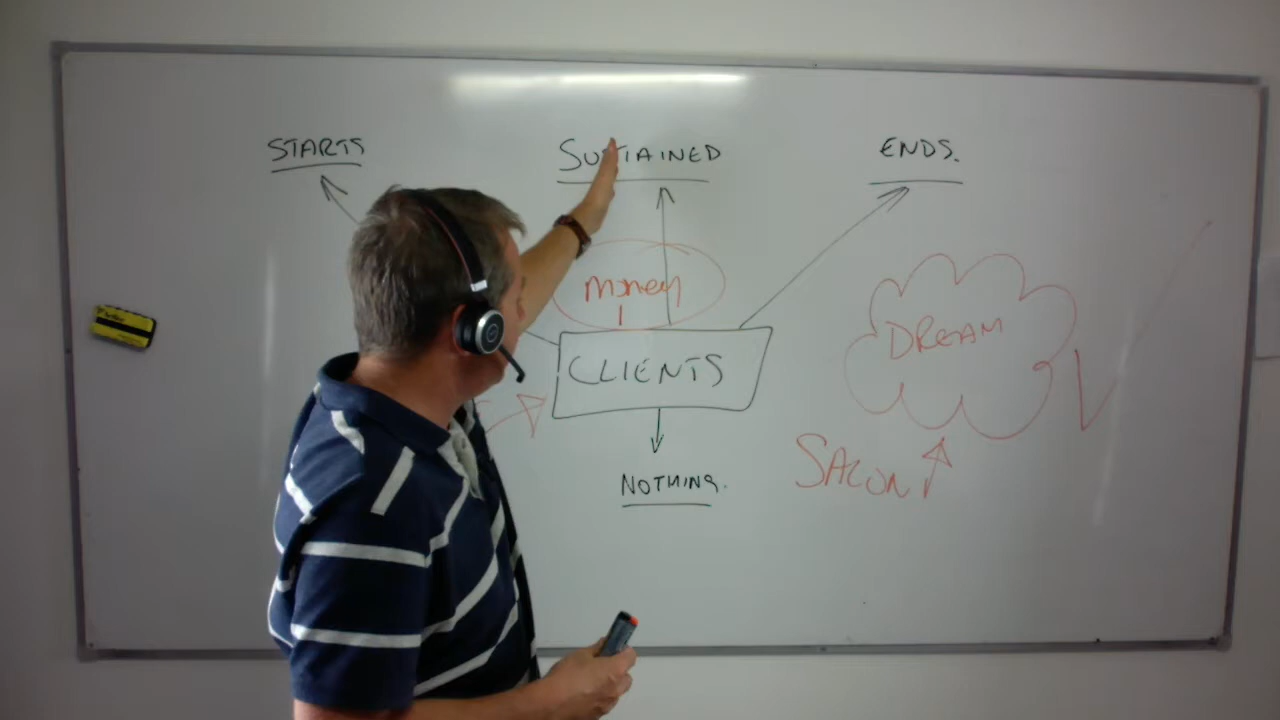 STARTS
SUSTAINED
ENDS.
money
CLIENTS
DREAM
SALON
NOTHING.